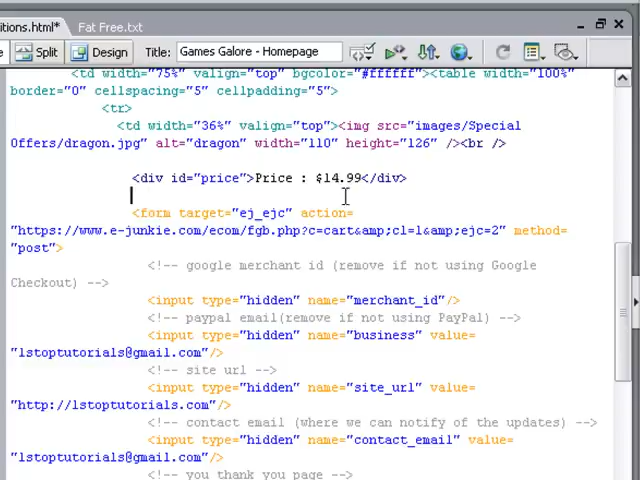 itions.html* Fat Free.txt
Split Design Title: Games Galore - Homepage
<td width="75%" valign="top" bgcolor="#ffffff"><table width="100%"
border="0" cellspacing="5" cellpadding="5">
<tr>
<td width="36%" valign="top"><img src="images/Special
Offers/dragon.jpg" alt="dragon" width="110" height="126" /><br />
<div id="price">Price : $14.99</div>
<form target="ej_ejc" action=
"https://www.e-junkie.com/ecom/fgb.php?c=cart&amp;cl=1&amp;ejc=2" method=
"post">
<!-- google merchant id (remove if not using Google
Checkout) -->
<input type="hidden" name="merchant_id"/>
<!-- paypal email(remove if not using PayPal) -->
<input type="hidden" name="business" value=
"1stoptutorials@gmail.com"/>
<!-- site url -->
<input type="hidden" name="site_url" value=
"http://1stoptutorials.com"/>
<!-- contact email (where we can notify of the updates) -->
<input type="hidden" name="contact_email" value=
"1stoptutorials@gmail.com"/>
<!-- you thank you page -->